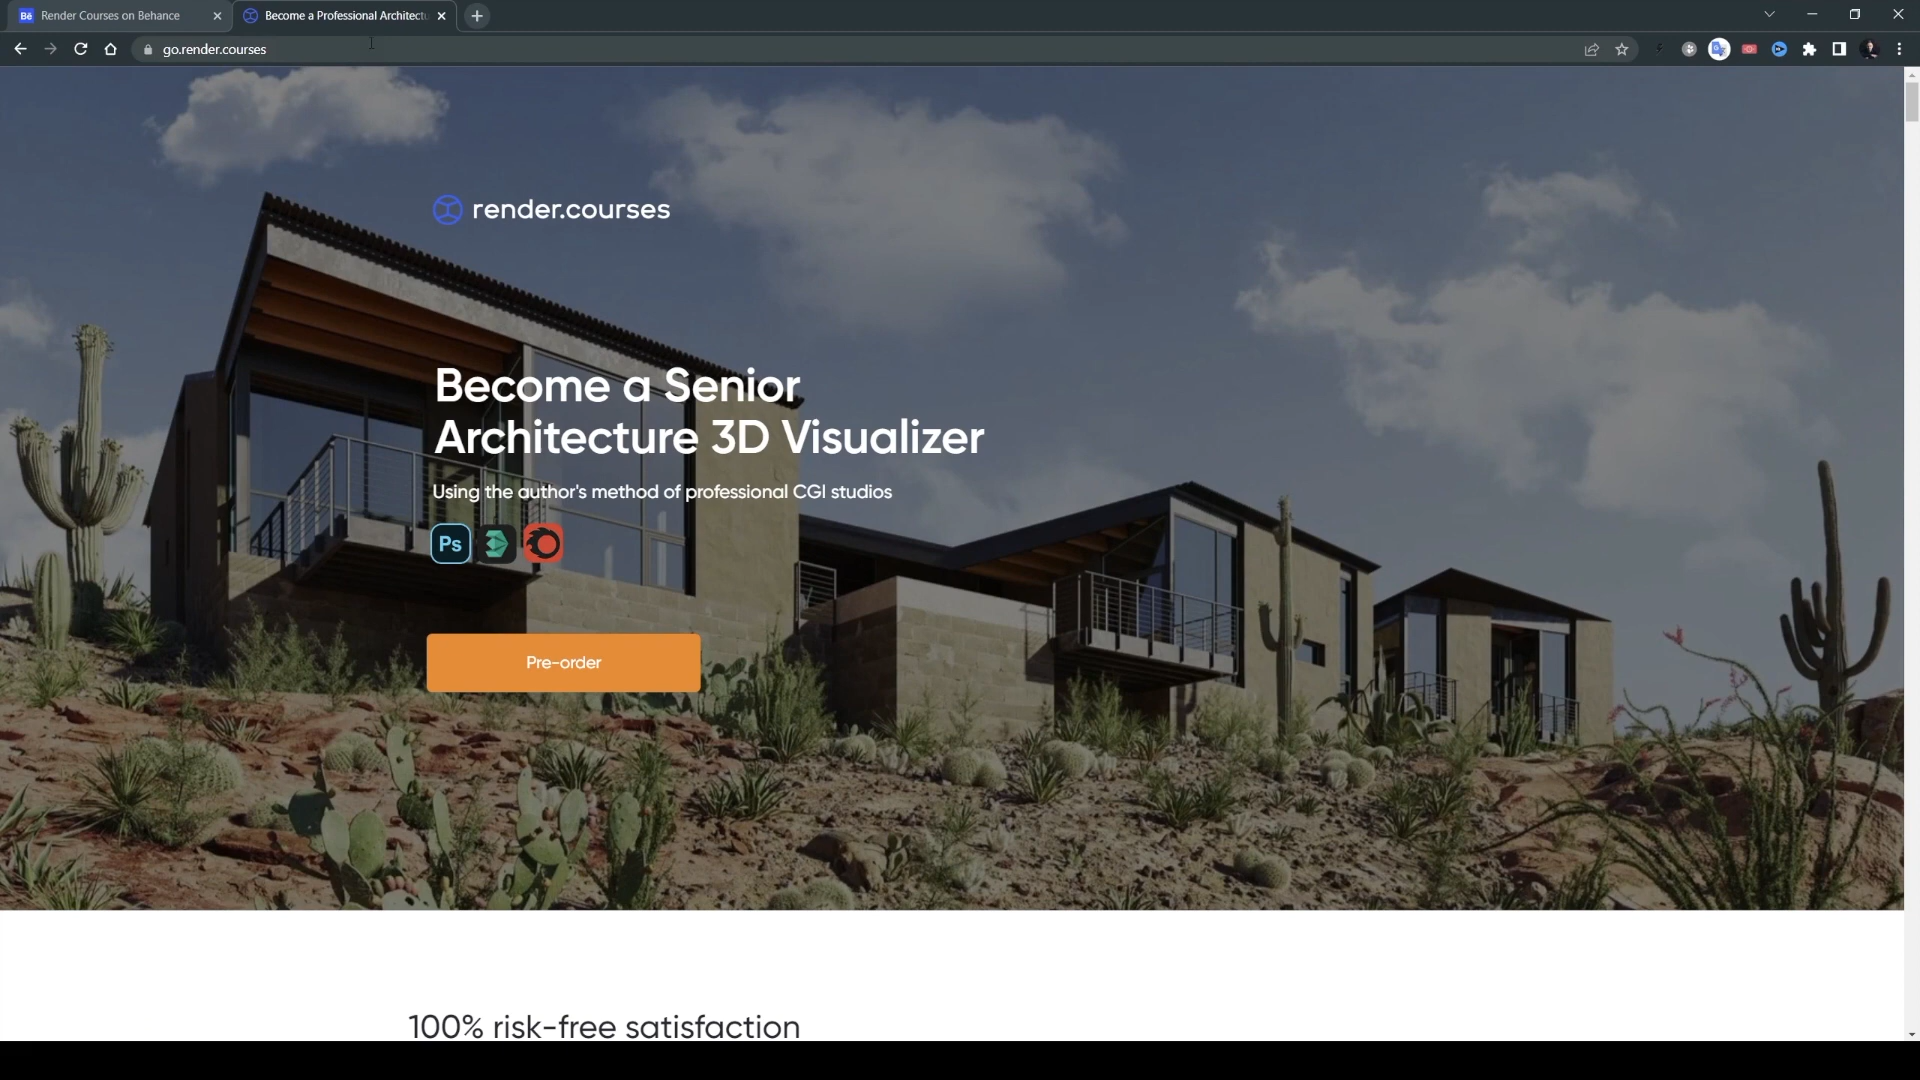 Render Courses on Behance
Become a Professional Architectu
go.render.courses
render.courses
Become a Senior
Architecture 3D Visualizer
Using the author's method of professional CGI studios
Ps
Pre-order
100% risk-free satisfaction